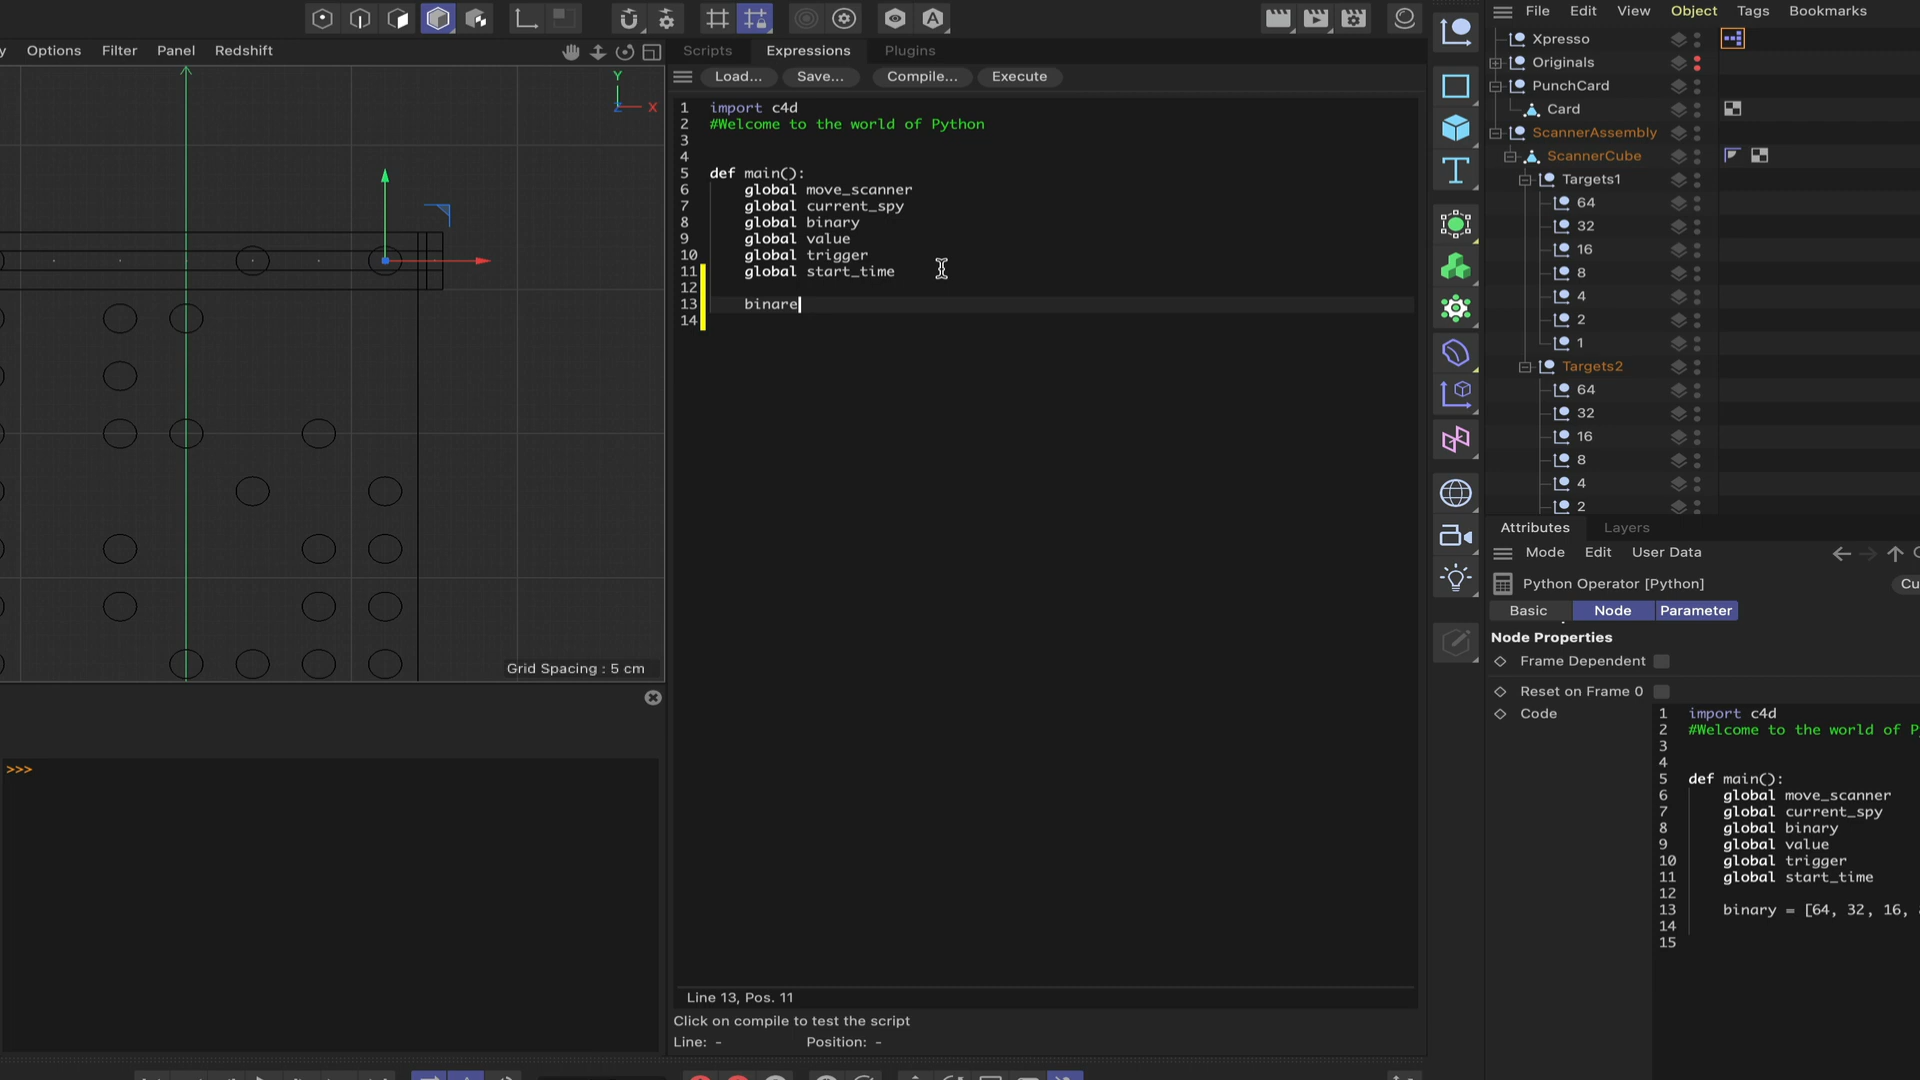 File Edit View Object Tags Bookmarks
Options Filter Panel Redshift
Scripts Expressions Plugins
Load... Save... Compile... Execute
1 import c4d
2 #Welcome to the world of Python
3
4
5 def main():
6 global move_scanner
7 global current_spy
8 global binary
9 global value
10 global trigger
11 global start_time
12
13 binare
14
Y
X
Z
Grid Spacing : 5 cm
>>>
Line 13, Pos. 11
Click on compile to test the script
Line: - Position: -
Xpresso
Originals
PunchCard
Card
ScannerAssembly
ScannerCube
Targets1
64
32
16
8
4
2
1
Targets2
64
32
16
8
4
2
Attributes Layers
Mode Edit User Data
Python Operator [Python] Cu
Basic Node Parameter
Node Properties
Frame Dependent
Reset on Frame 0
Code
1 import c4d
2 #Welcome to the world of P
3
4
5 def main():
6 global move_scanner
7 global current_spy
8 global binary
9 global value
10 global trigger
11 global start_time
12
13 binary = [64, 32, 16,
14
15